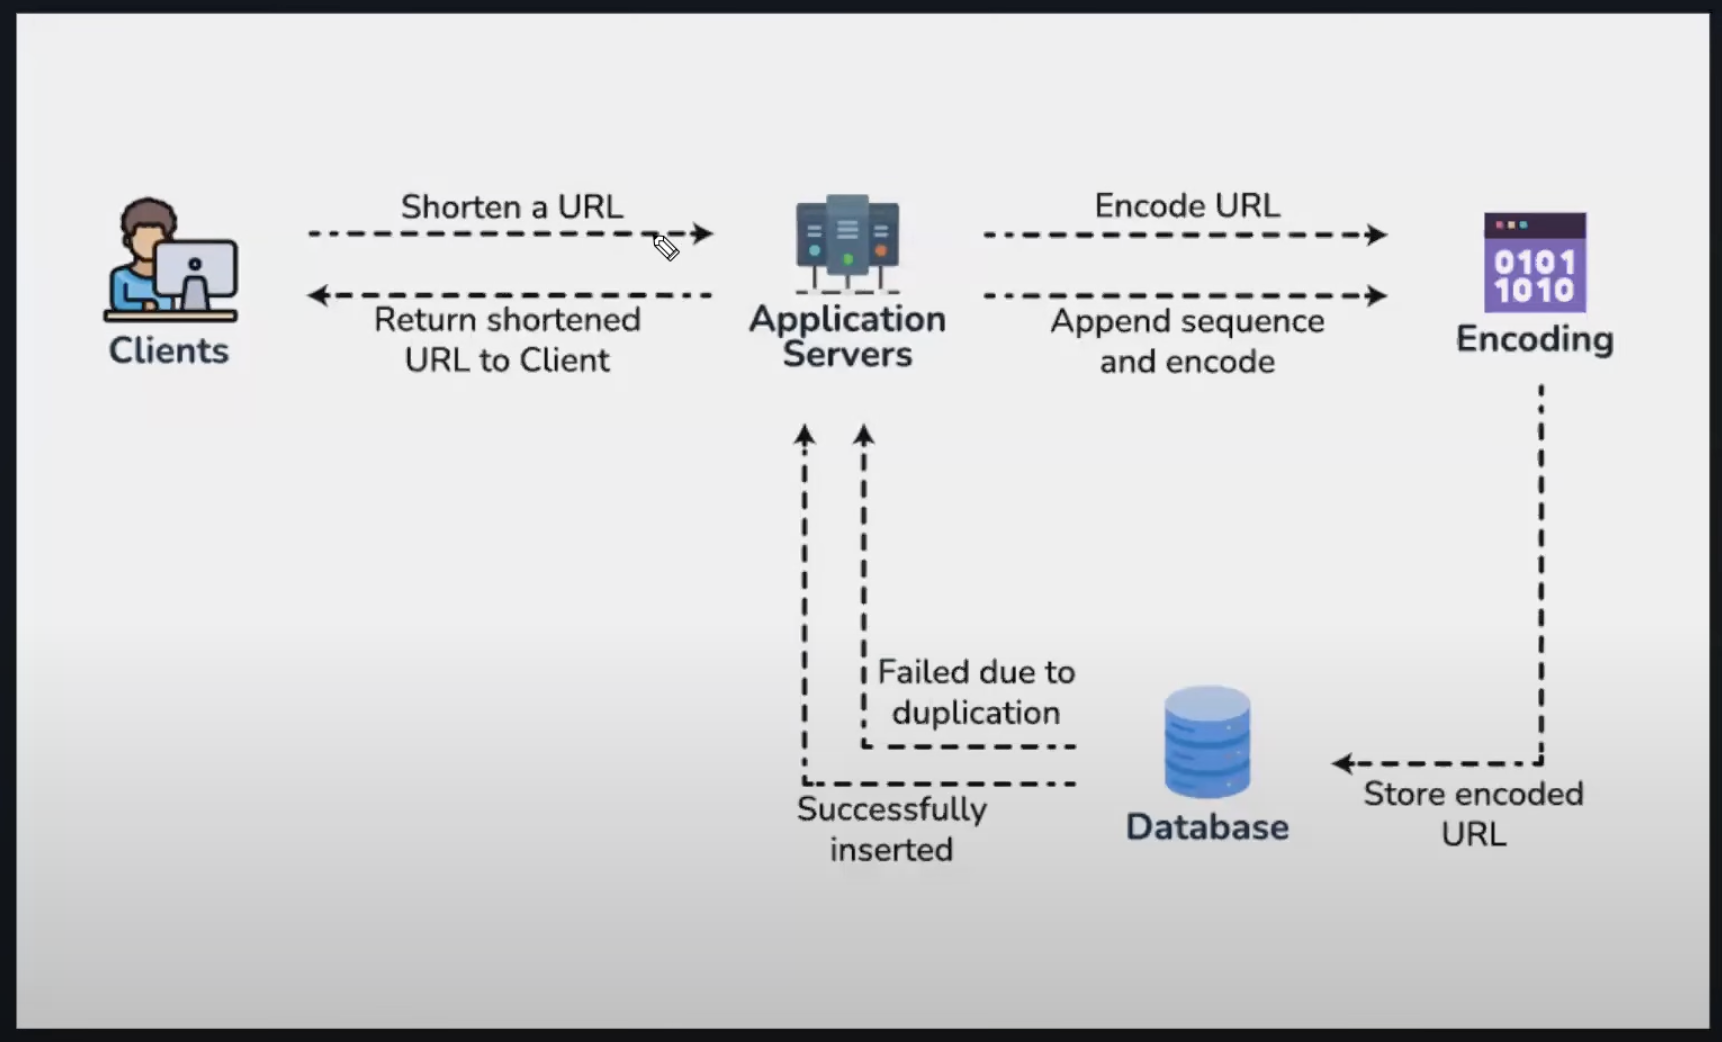 Shorten a URL
Return shortened
URL to Client
Clients
Application
Servers
Encode URL
Append sequence
and encode
0101
1010
Encoding
Failed due to
duplication
Successfully
inserted
Database
Store encoded
URL